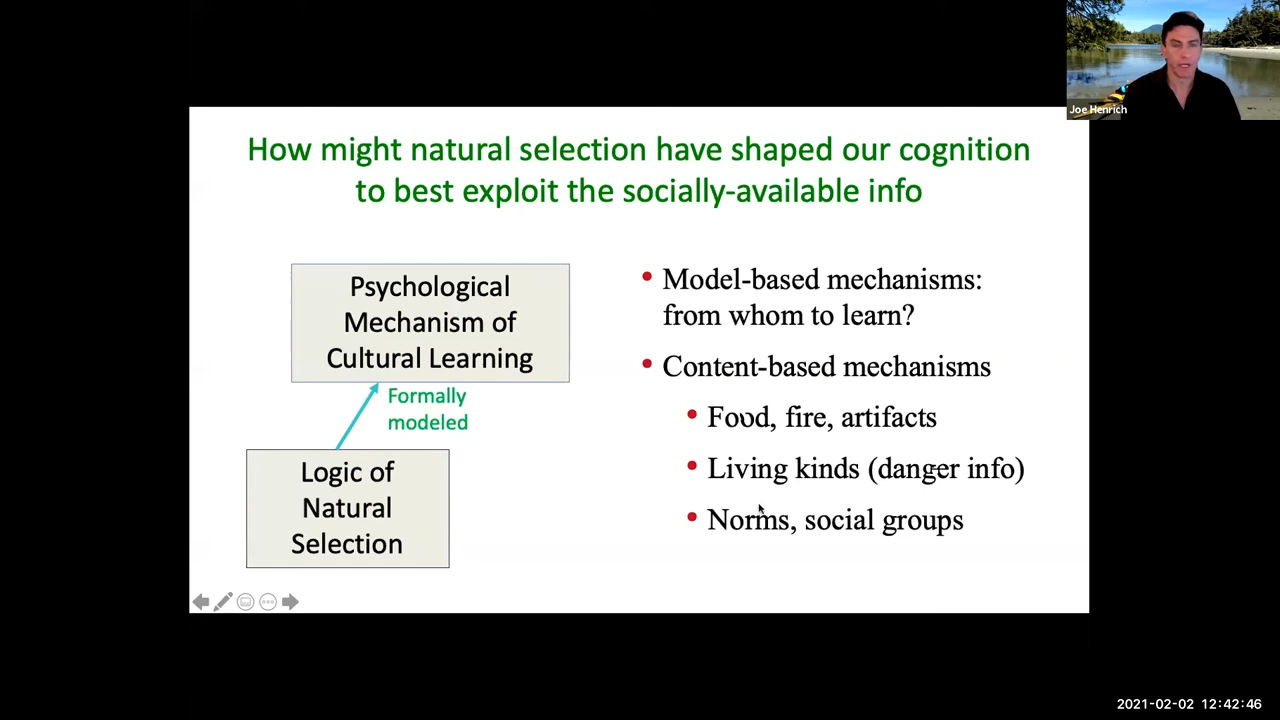 Joe Henrich
How might natural selection have shaped our cognition
to best exploit the socially-available info
Psychological
Mechanism of
Cultural Learning
Formally
modeled
Logic of
Natural
Selection
• Model-based mechanisms:
from whom to learn?
• Content-based mechanisms
• Food, fire, artifacts
• Living kinds (danger info)
• Norms, social groups
2021-02-02 12:42:46